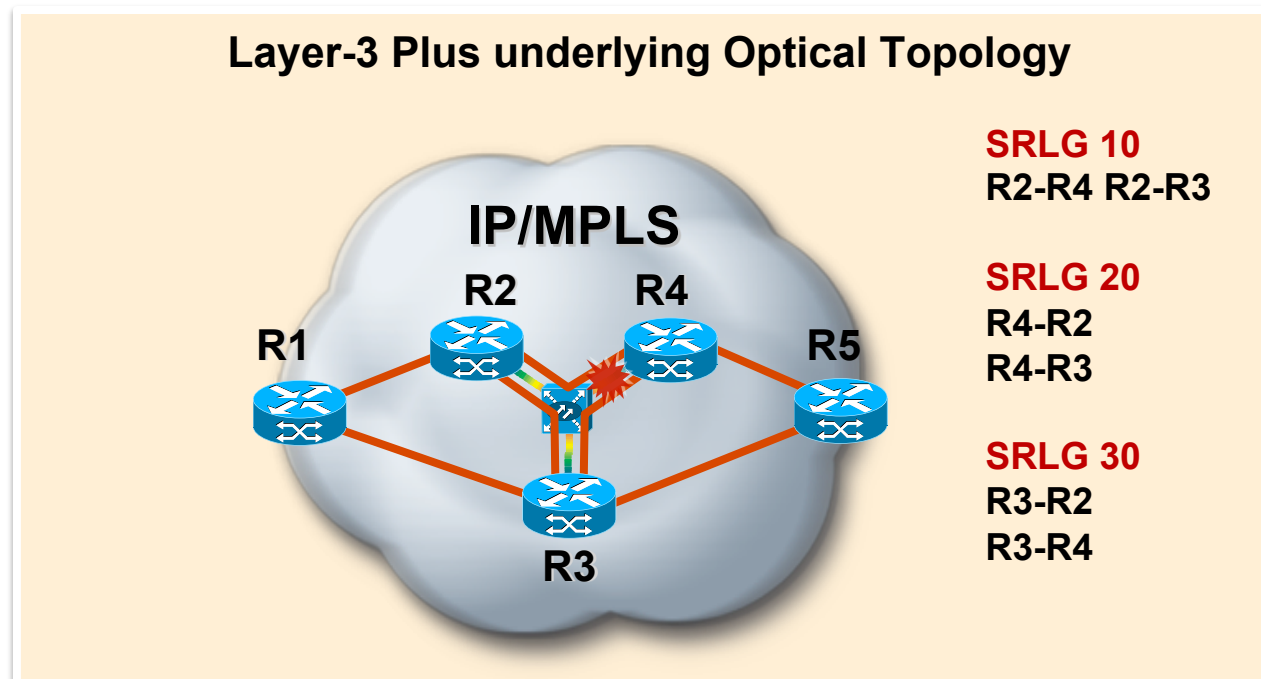 Layer-3 Plus underlying Optical Topology
SRLG 10
R2-R4 R2-R3
IP/MPLS
SRLG 20
R4-R2
R4-R3
R2
R4
R1
R5
SRLG 30
R3-R2
R3-R4
R3